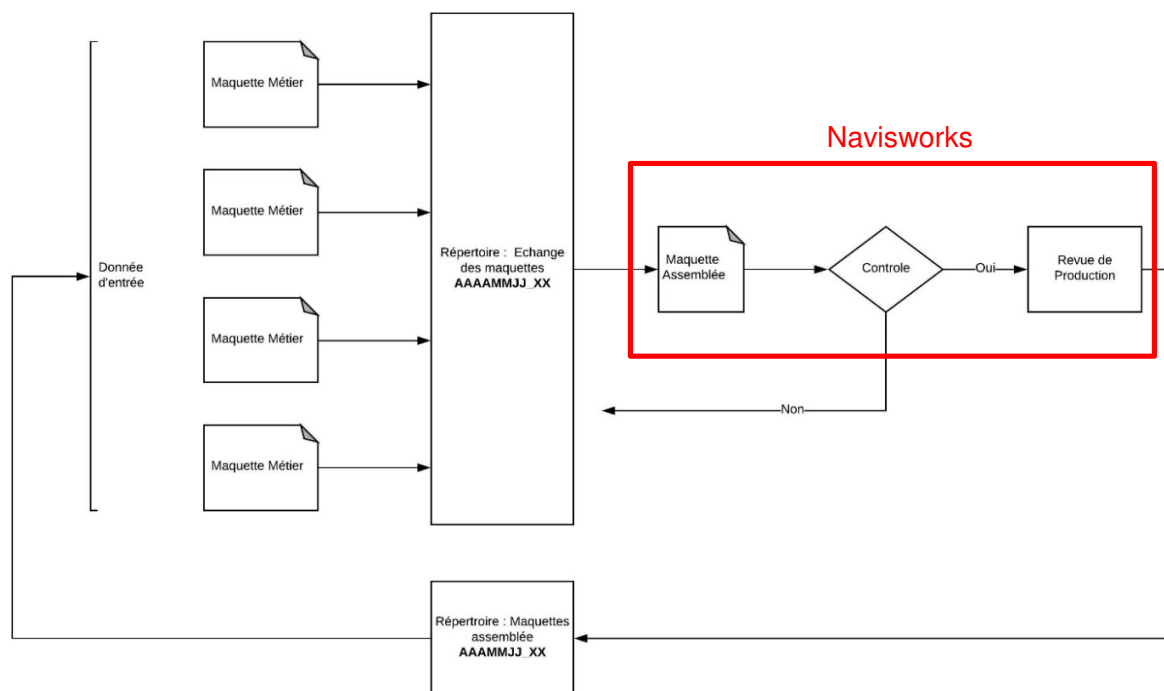 Navisworks
Maquette Métier
Maquette Métier
Maquette Métier
Maquette Métier
Donnée
d'entrée
Répertoire :  Echange
des maquettes
AAAAMMJJ_XX
Maquette
Assemblée
Controle
Oui
Revue de
Production
Non
Répertroire : Maquettes
assemblée
AAAMMJJ_XX